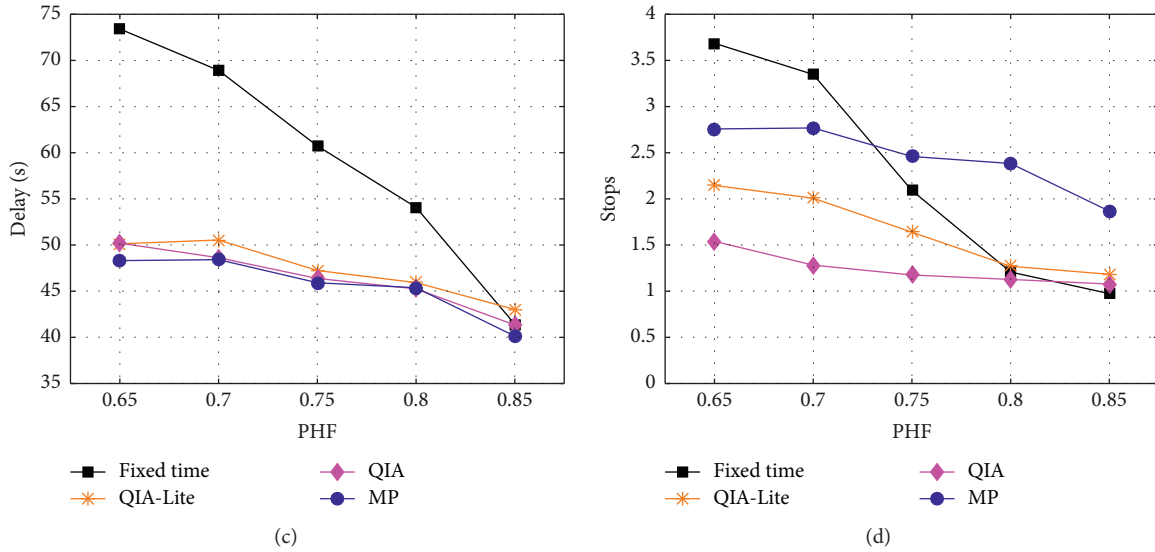 75
70
65
60
55
50
45
40
35
Delay (s)
0.65 0.7 0.75 0.8 0.85
PHF
Fixed time
QIA-Lite
QIA
MP
(c)
4
3.5
3
2.5
2
1.5
1
0.5
0
Stops
0.65 0.7 0.75 0.8 0.85
PHF
Fixed time
QIA-Lite
QIA
MP
(d)